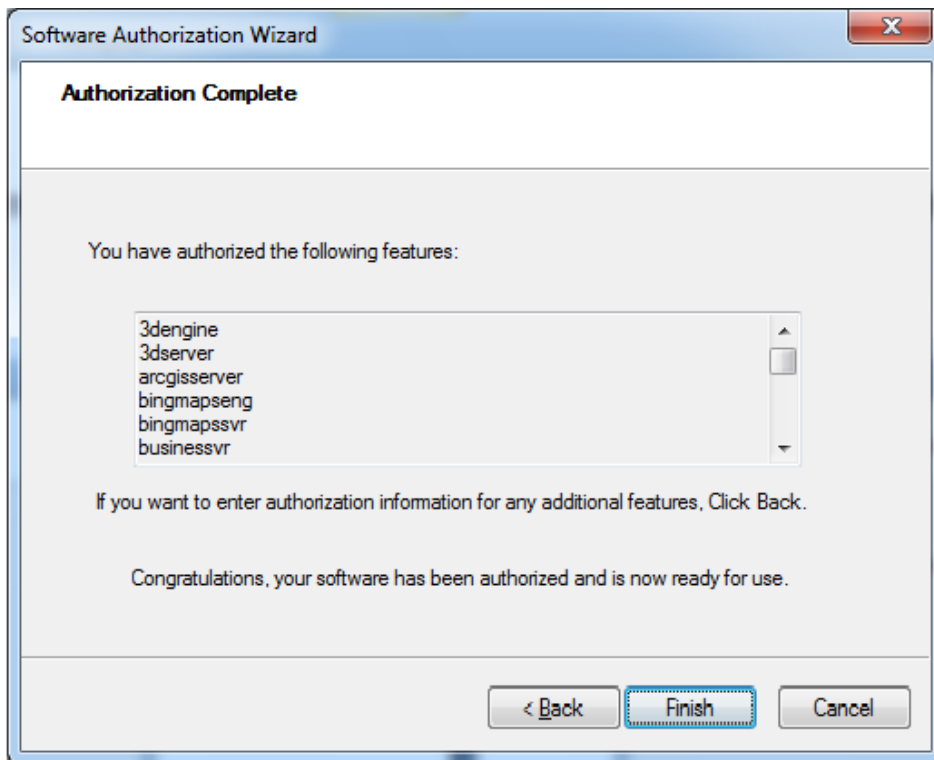 Software Authorization Wizard
Authorization Complete
You have authorized the following features:
3dengine
3dserver
arcgisserver
bingmapseng
bingmapssvr
businessvr
If you want to enter authorization information for any additional features, Click Back.
Congratulations, your software has been authorized and is now ready for use.
< Back Finish Cancel